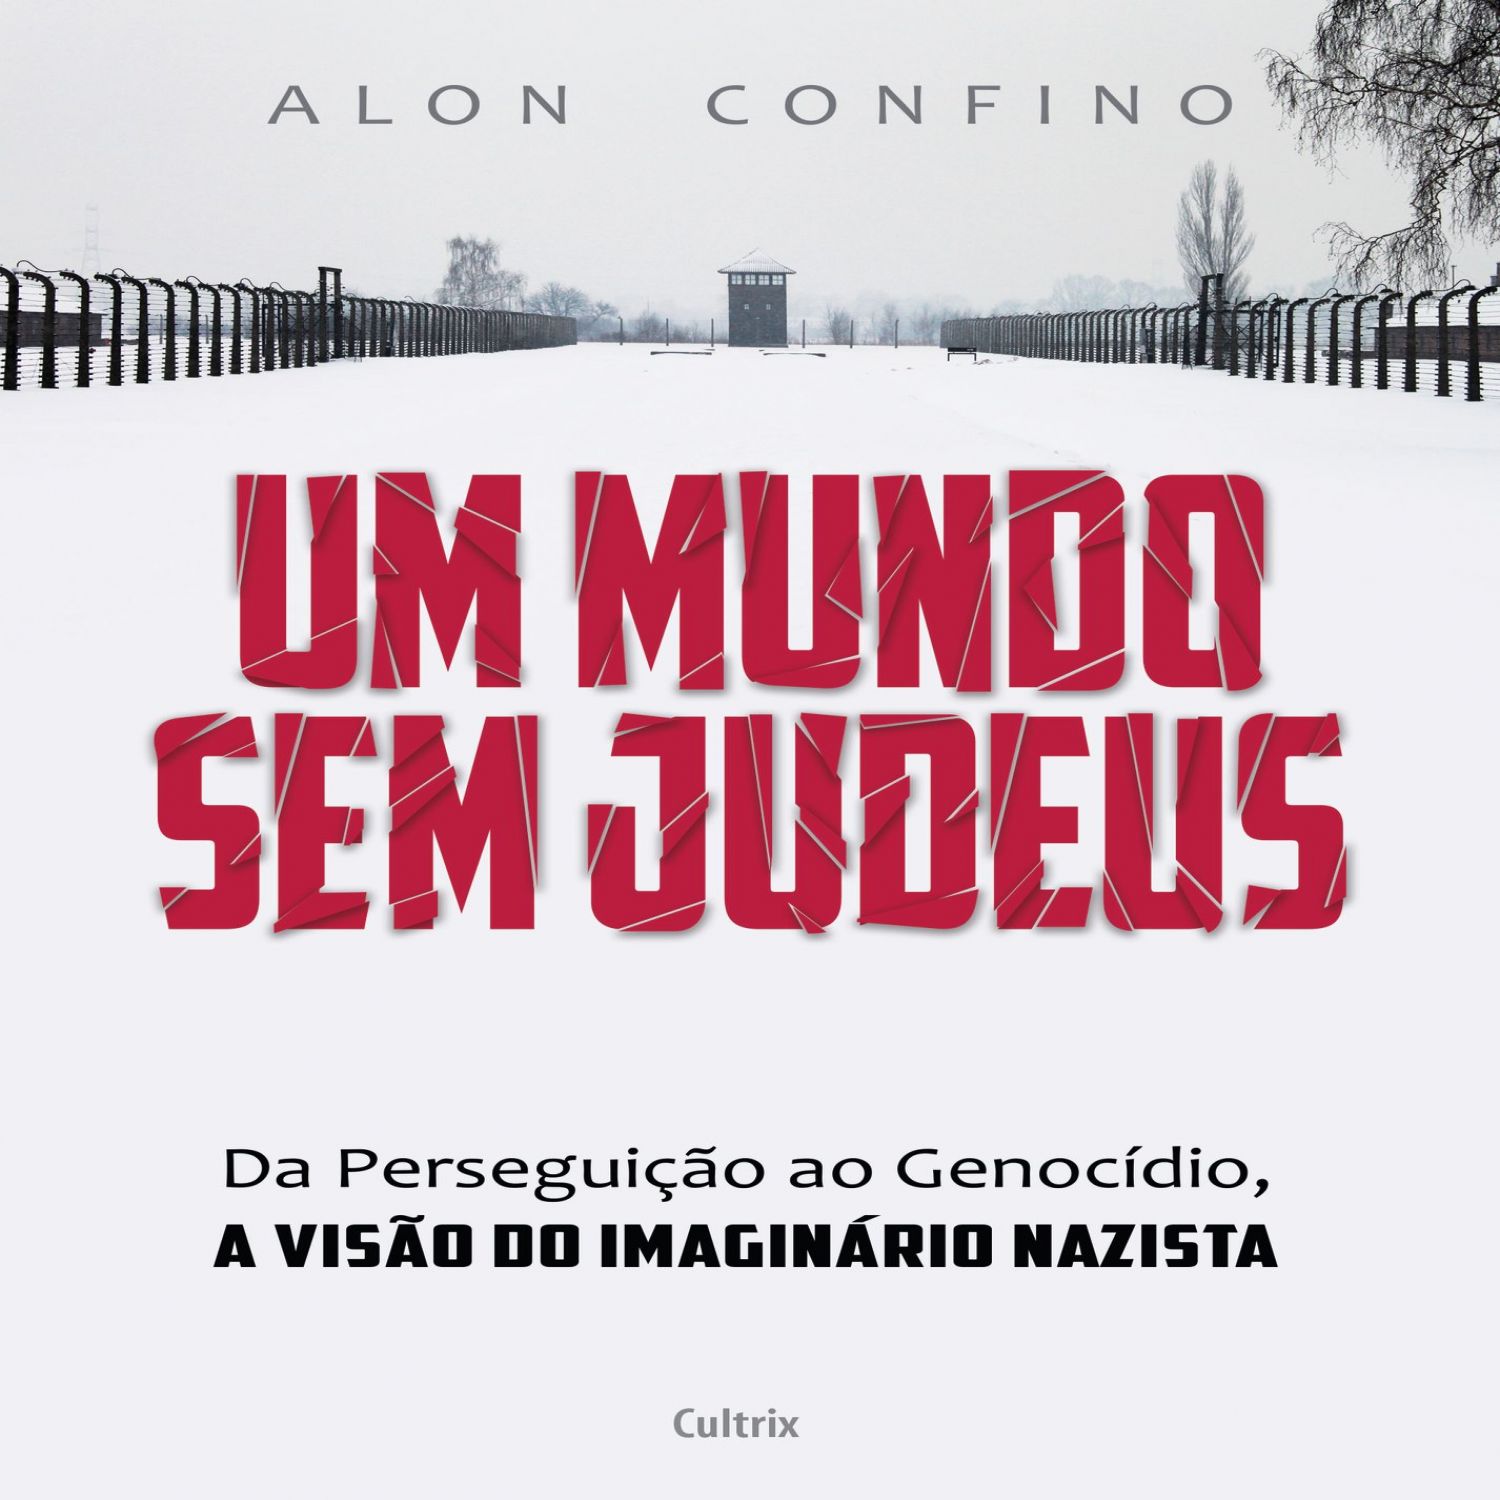 ALON CONFINO
UM MUNDO
SEM JUDEUS
Da Perseguição ao Genocídio,
A VISÃO DO IMAGINÁRIO NAZISTA
Cultrix